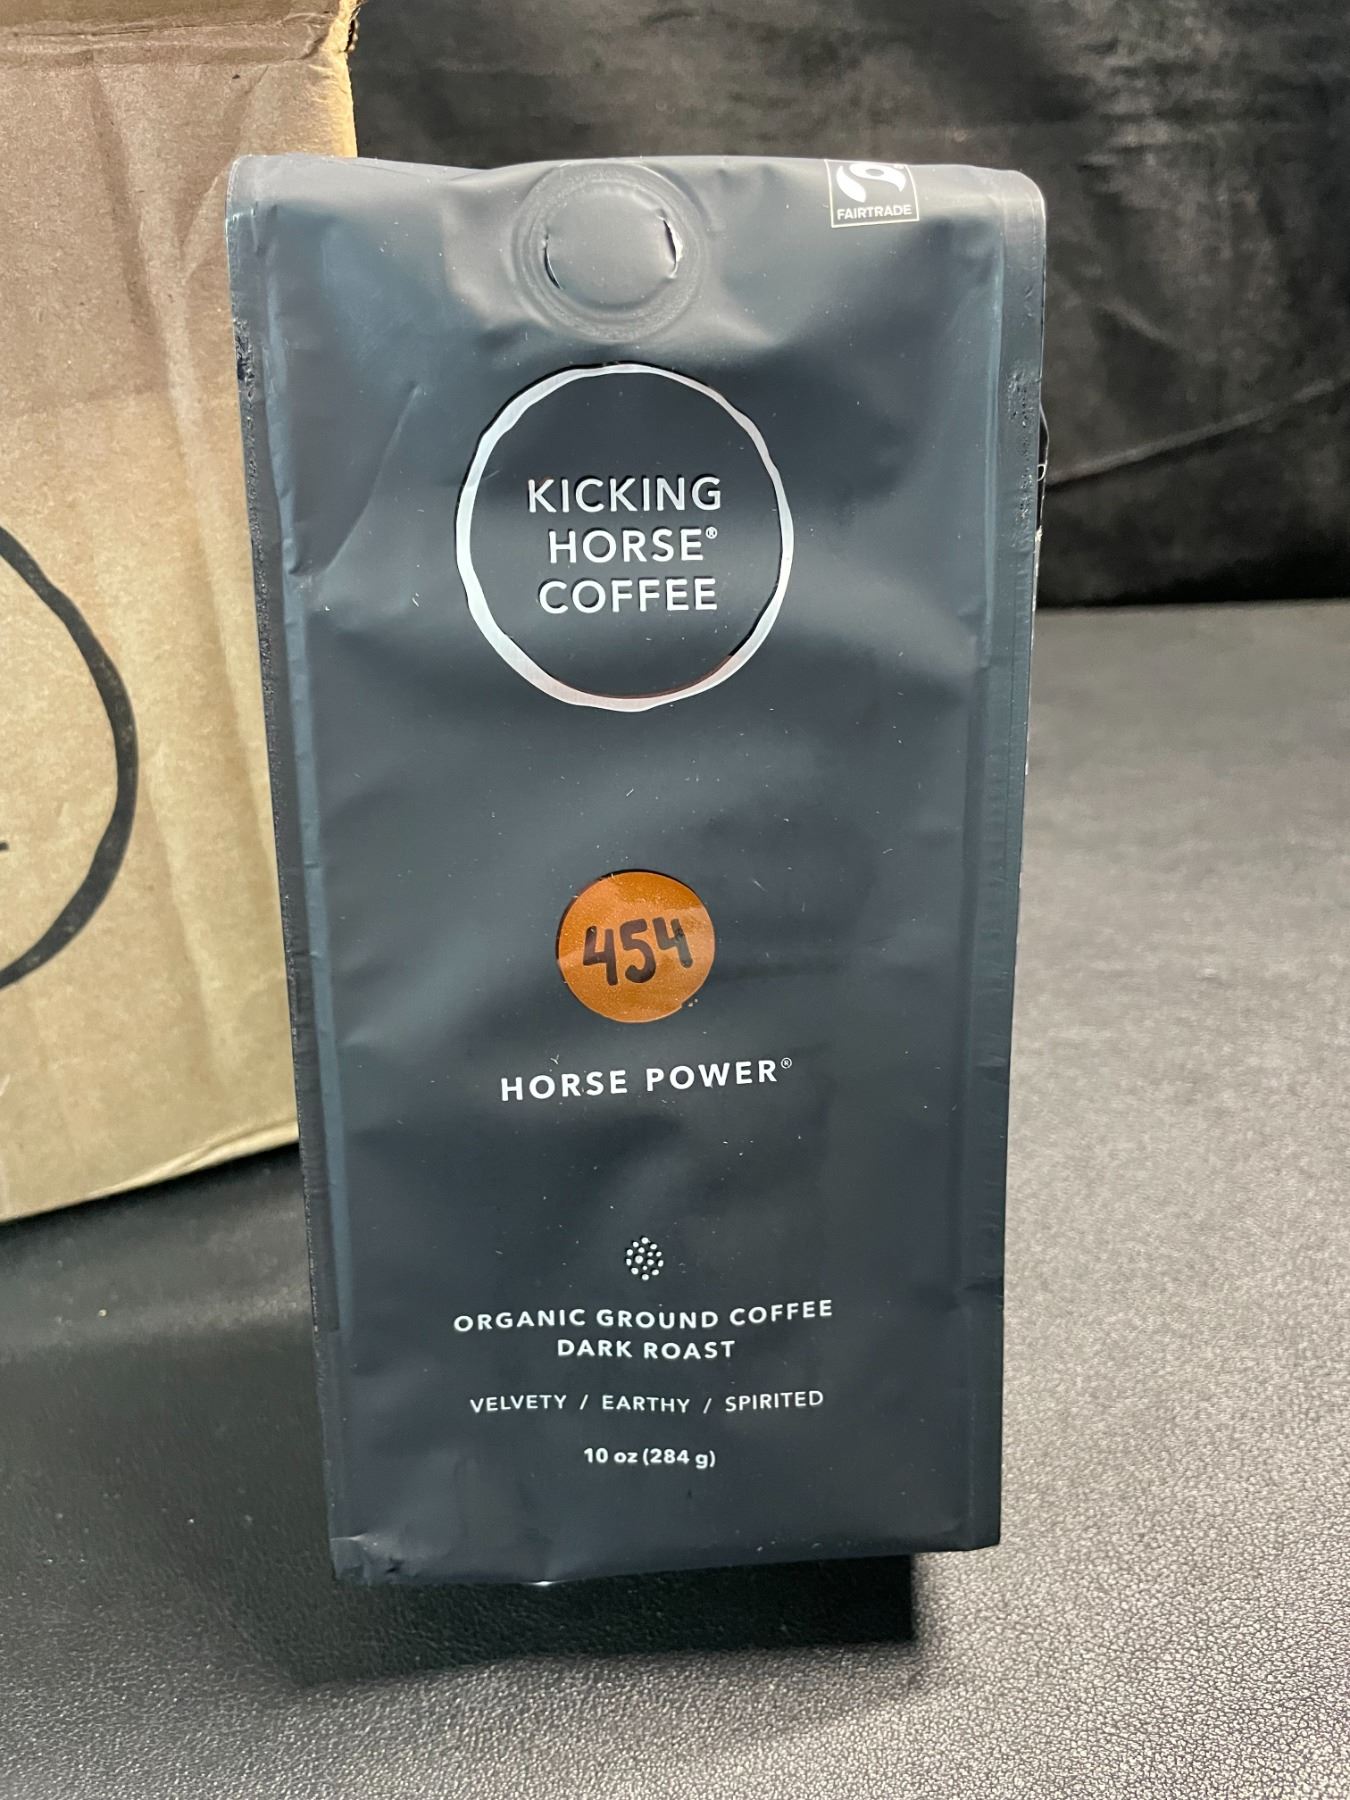 FAIRTRADE
KICKING
HORSE®
COFFEE
454
HORSE POWER®
ORGANIC GROUND COFFEE
DARK ROAST
VELVETY / EARTHY / SPIRITED
10 oz (284 g)